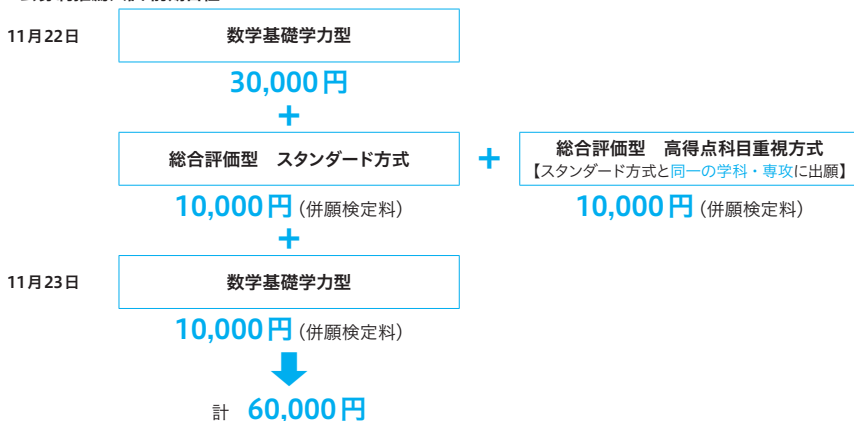 11月22日
数学基礎学力型
30,000円
+
総合評価型 スタンダード方式
+
総合評価型 高得点科目重視方式
【スタンダード方式と同一の学科・専攻に出願】
10,000円(併願検定料)
10,000円(併願検定料)
+
11月23日
数学基礎学力型
10,000円(併願検定料)
計 60,000円